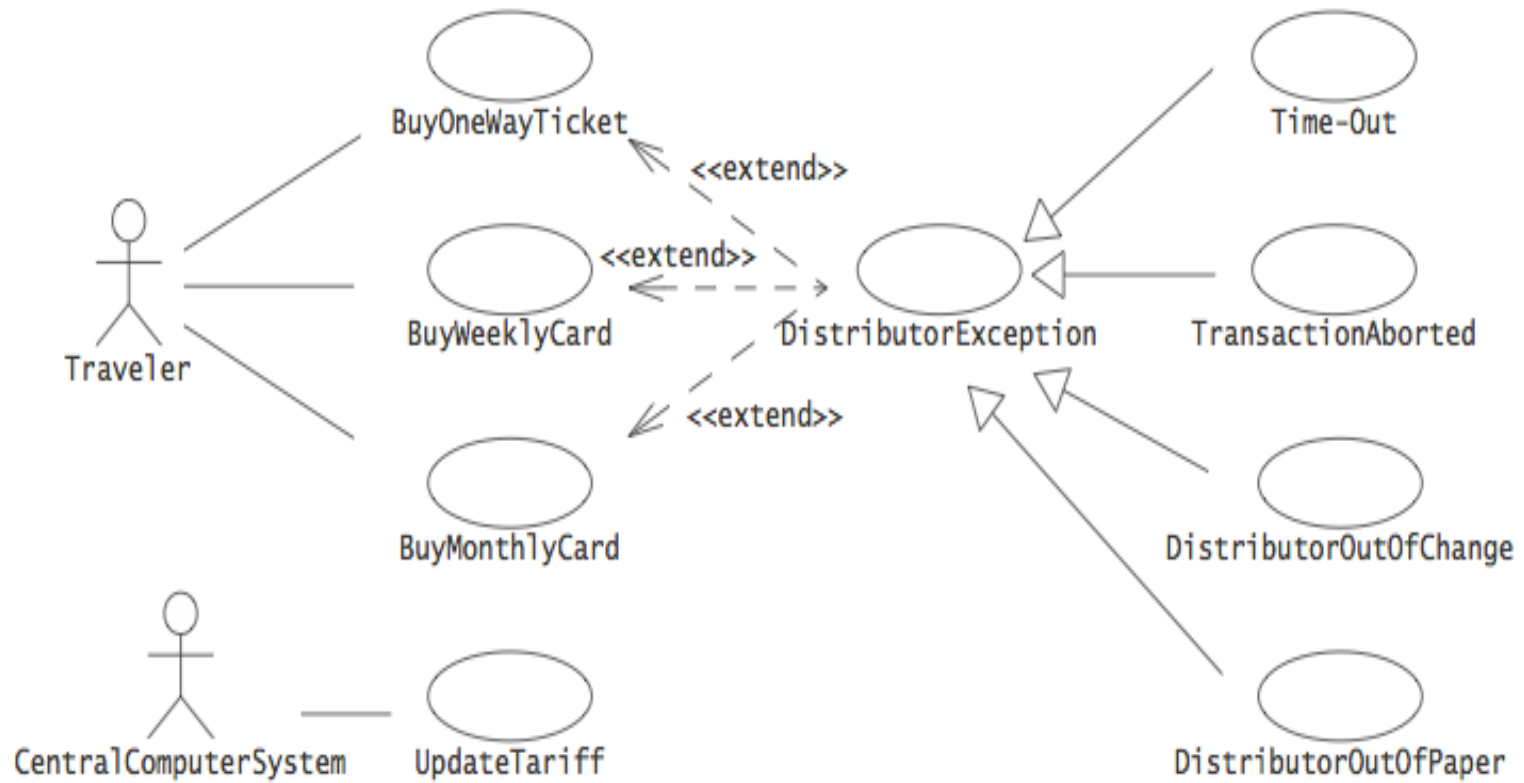 BuyOneWayTicket
Time-Out
<<extend>>
<<extend>>
BuyWeeklyCard
DistributorException
TransactionAborted
Traveler
<<extend>>
BuyMonthlyCard
DistributorOutOfChange
CentralComputerSystem
UpdateTariff
DistributorOutOfPaper